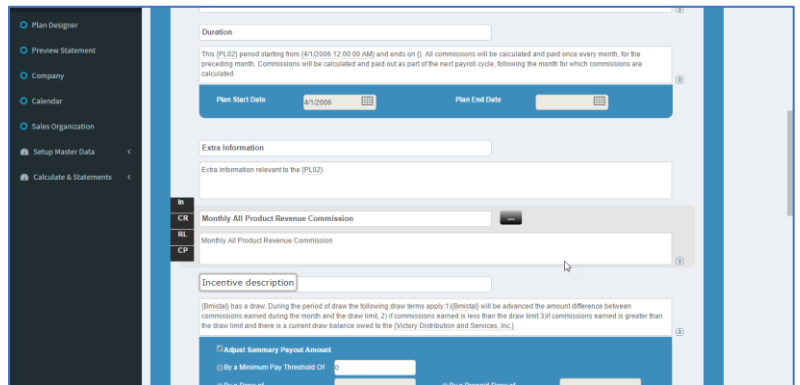 Plan Designer
Preview Statement
Company
Calendar
Sales Organization
Setup Master Data
Calculate & Statements
Duration
This {PL02} period starting from {4/1/2006 12:00:00 AM} and ends on {}. All commissions will be calculated and paid once every month, for the
preceding month. Commissions will be calculated and paid out as part of the next payroll cycle, following the month for which commissions are
calculated.
Plan Start Date 4/1/2006 Plan End Date
Extra Information
Extra information relevant to the {PL02}.
In
CR Monthly All Product Revenue Commission ...
RL
Monthly All Product Revenue Commission
CP
Incentive description
{Bmistal} has a draw. During the period of draw the following draw terms apply:1){Bmistal} will be advanced the amount difference between
commissions earned during the month and the draw limit, 2) if commissions earned is less than the draw limit.3)if commissions earned is greater than
the draw limit and there is a current draw balance owed to the {Victory Distribution and Services, Inc.}
Adjust Summary Payout Amount
By a Minimum Pay Threshold Of 0